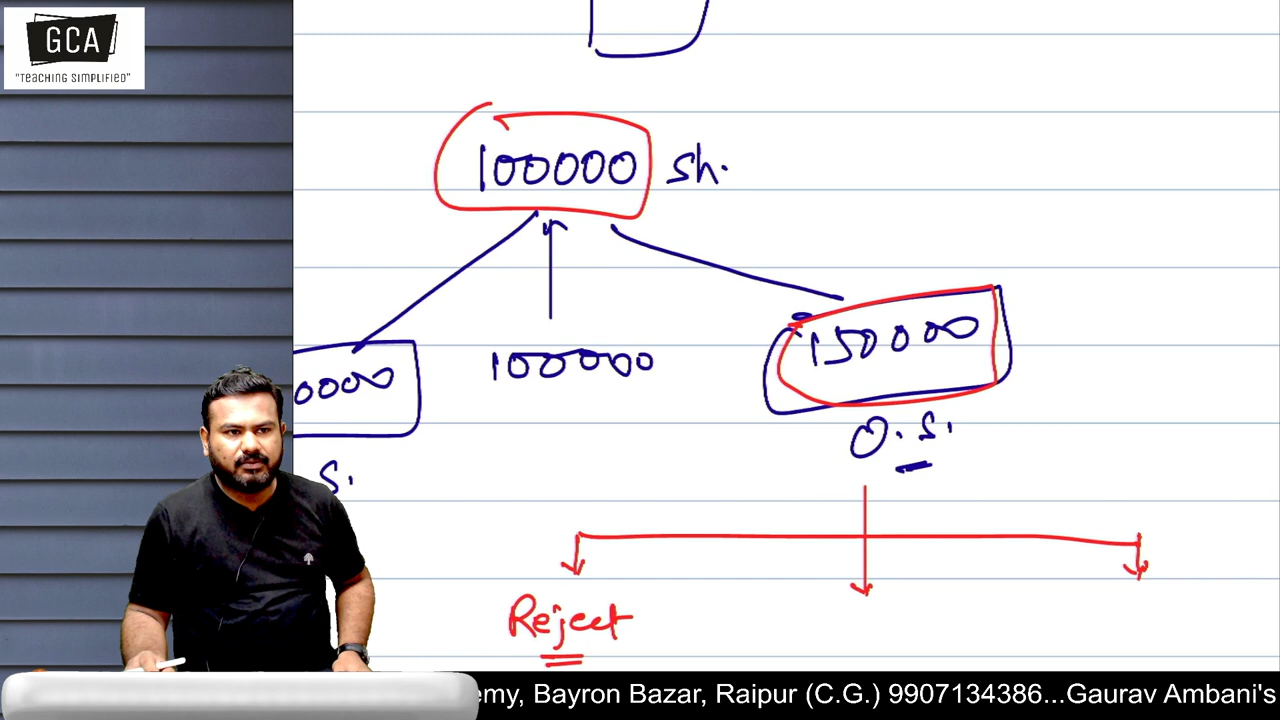 GCA
"TEACHING SIMPLIFIED"
100000 sh.
0000 100000 150000
S. O.S.
Reject
emy, Bayron Bazar, Raipur (C.G.) 9907134386...Gaurav Ambani's